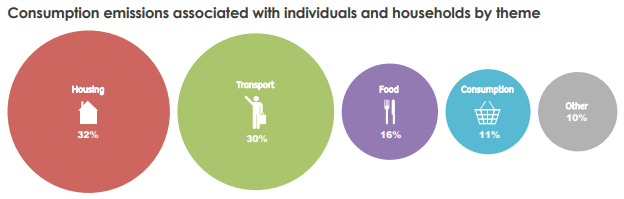 Consumption emissions associated with individuals and households by theme
Housing
32%
Transport
30%
Food
16%
Consumption
11%
Other
10%